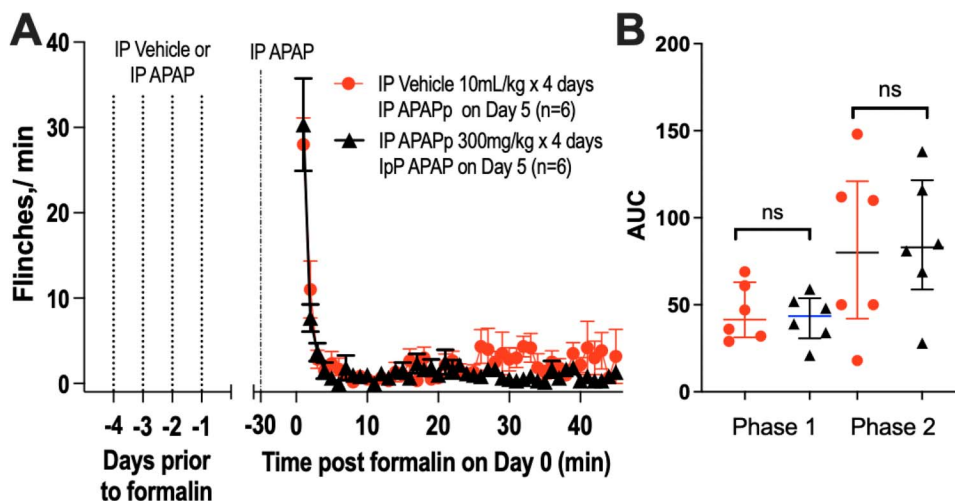 A
IP Vehicle or
IP APAP
IP APAP
IP Vehicle 10mL/kg x 4 days
IP APAPp on Day 5 (n=6)
IP APAPp 300mg/kg x 4 days
IpP APAP on Day 5 (n=6)
Flinches,/ min
40
30
20
10
0
-4 -3 -2 -1
-30 0 10 20 30 40
Days prior
to formalin
Time post formalin on Day 0 (min)
B
AUC
200
150
100
50
0
ns
ns
Phase 1
Phase 2